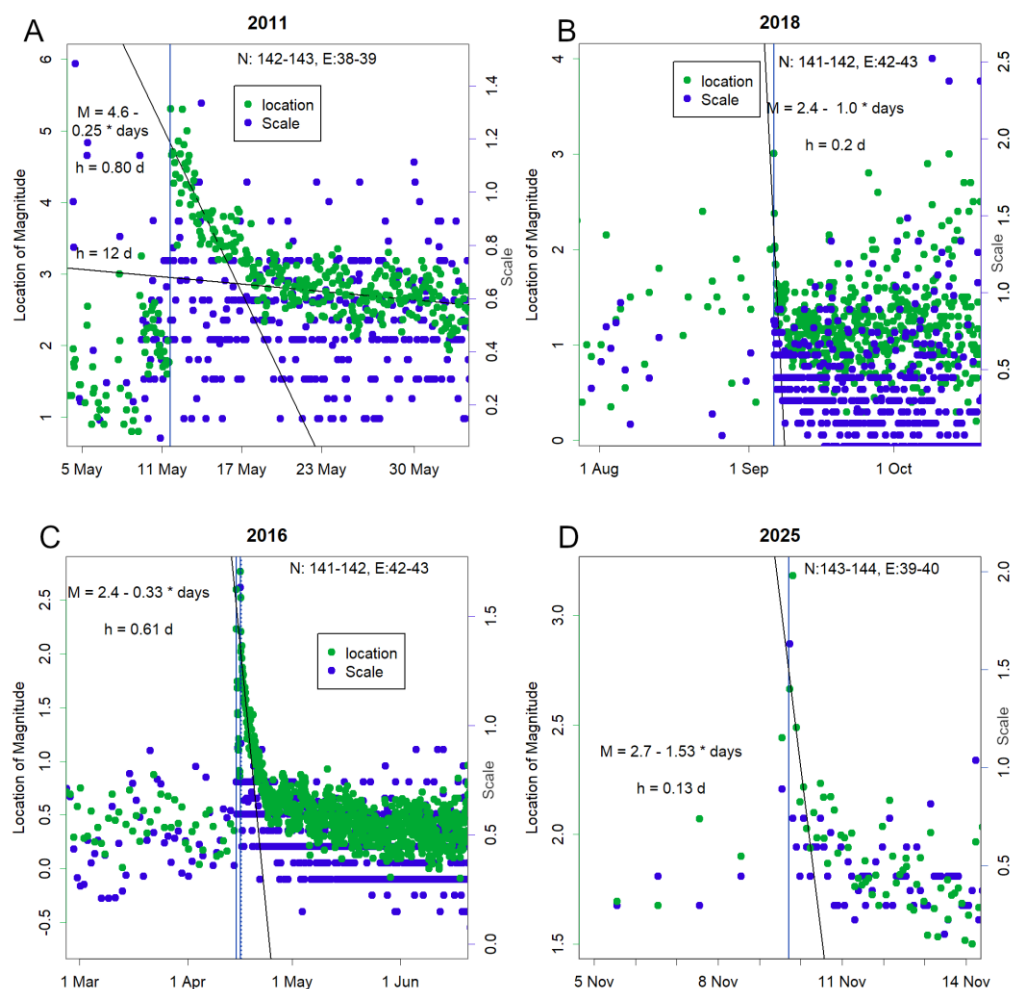 A
2011
N: 142-143, E:38-39
location
Scale
M = 4.6 -
0.25 * days
h = 0.80 d
h = 12 d
Location of Magnitude
Scale
1
2
3
4
5
6
0.2
0.4
0.6
0.8
1.0
1.2
1.4
5 May
11 May
17 May
23 May
30 May
B
2018
N: 141-142, E:42-43
location
Scale
M = 2.4 - 1.0 * days
h = 0.2 d
Location of Magnitude
Scale
0
1
2
3
4
0.5
1.0
1.5
2.0
2.5
1 Aug
1 Sep
1 Oct
C
2016
N: 141-142, E:42-43
M = 2.4 - 0.33 * days
h = 0.61 d
location
Scale
Location of Magnitude
Scale
-0.5
0.0
0.5
1.0
1.5
2.0
2.5
0.0
0.5
1.0
1.5
1 Mar
1 Apr
1 May
1 Jun
D
2025
N:143-144, E:39-40
M = 2.7 - 1.53 * days
h = 0.13 d
Location of Magnitude
Scale
1.5
2.0
2.5
3.0
0.5
1.0
1.5
2.0
5 Nov
8 Nov
11 Nov
14 Nov